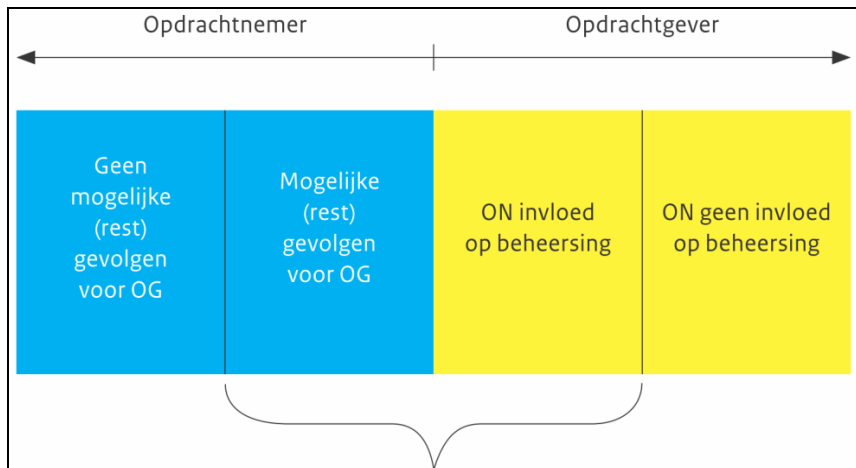 Opdrachtnemer
Opdrachtgever
Geen
mogelijke
(rest)
gevolgen
voor OG
Mogelijke
(rest)
gevolgen
voor OG
ON invloed
op beheersing
ON geen invloed
op beheersing